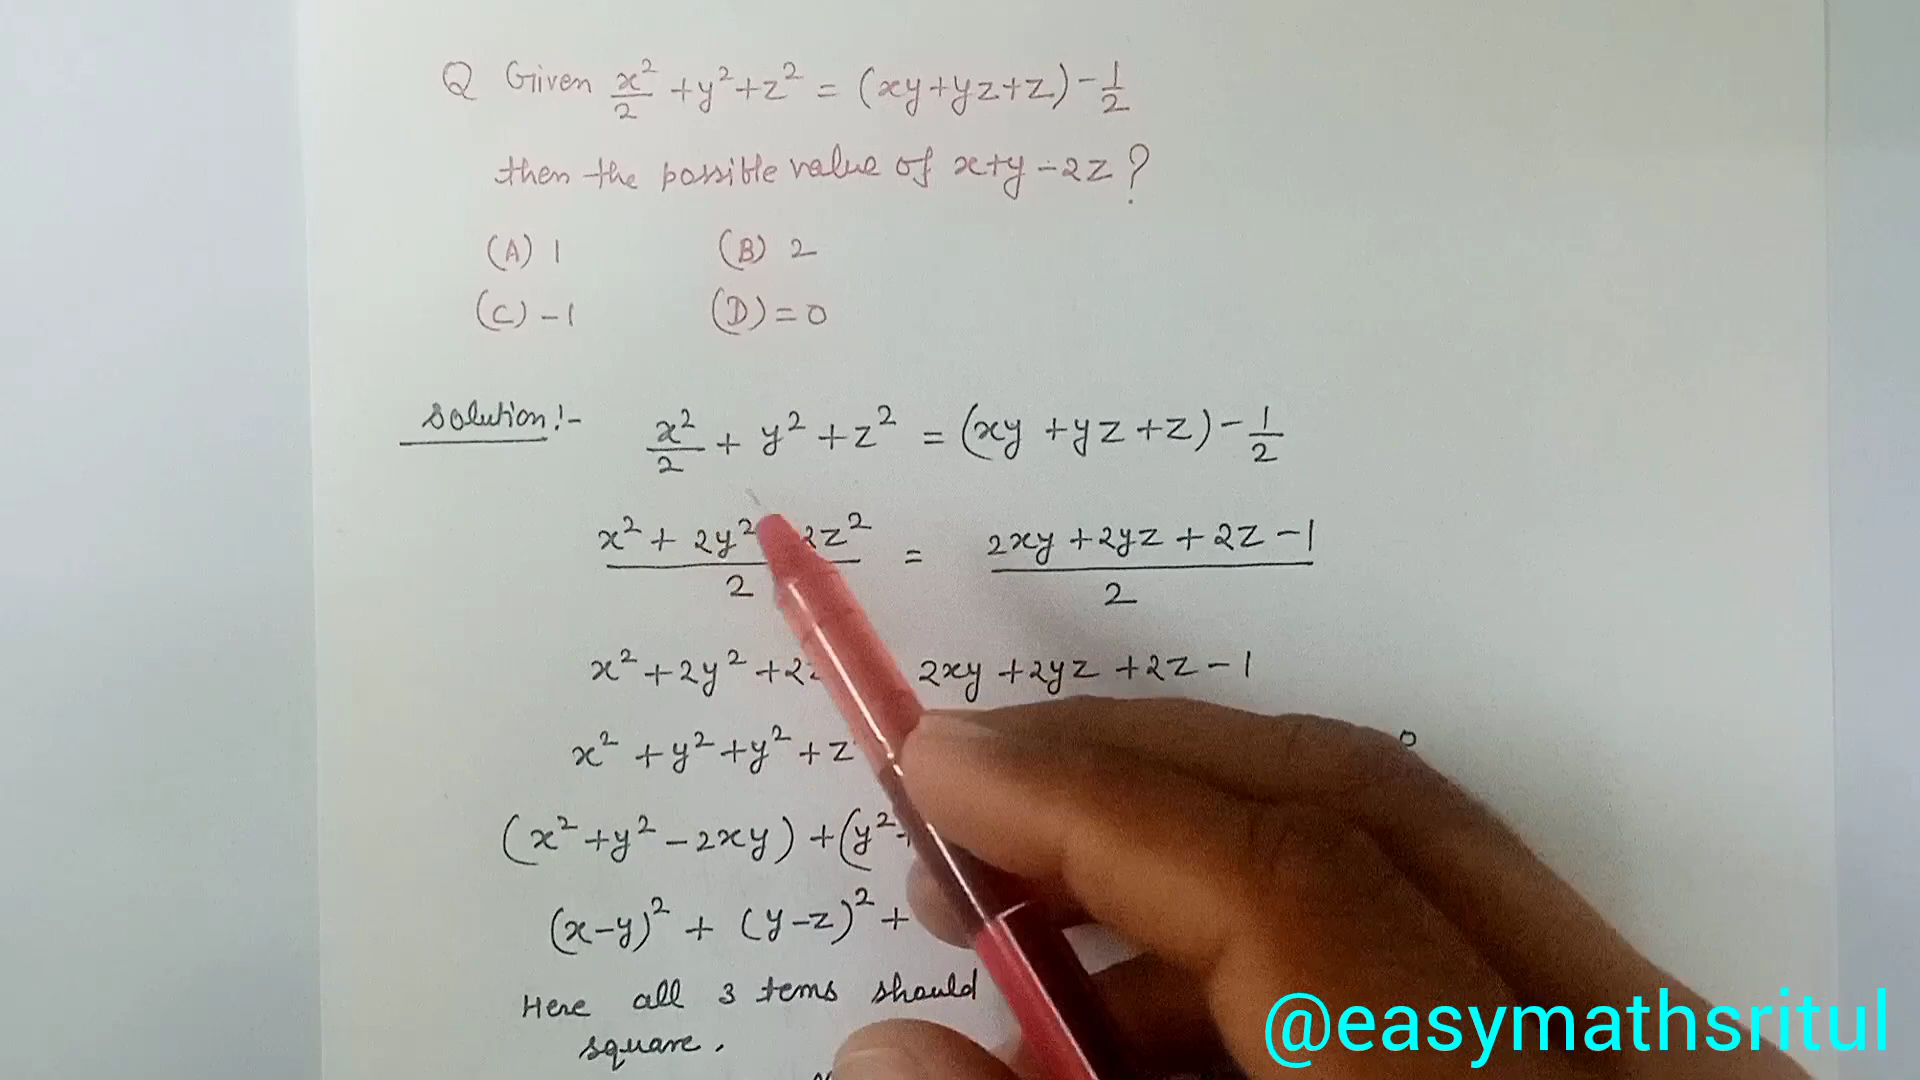 Q Given x²/2 + y² + z² = (xy + yz + z) - 1/2
then the possible value of x + y - 2z ?
(A) 1 (B) 2
(C) -1 (D) = 0
Solution:-
x²/2 + y² + z² = (xy + yz + z) - 1/2
x² + 2y² 2z² / 2 = 2xy + 2yz + 2z - 1 / 2
x² + 2y² + 2 2xy + 2yz + 2z - 1
x² + y² + y² + z 0
(x² + y² - 2xy) + (y²
(x-y)² + (y-z)² +
Here all 3 tems should
square.
@easymathsritul